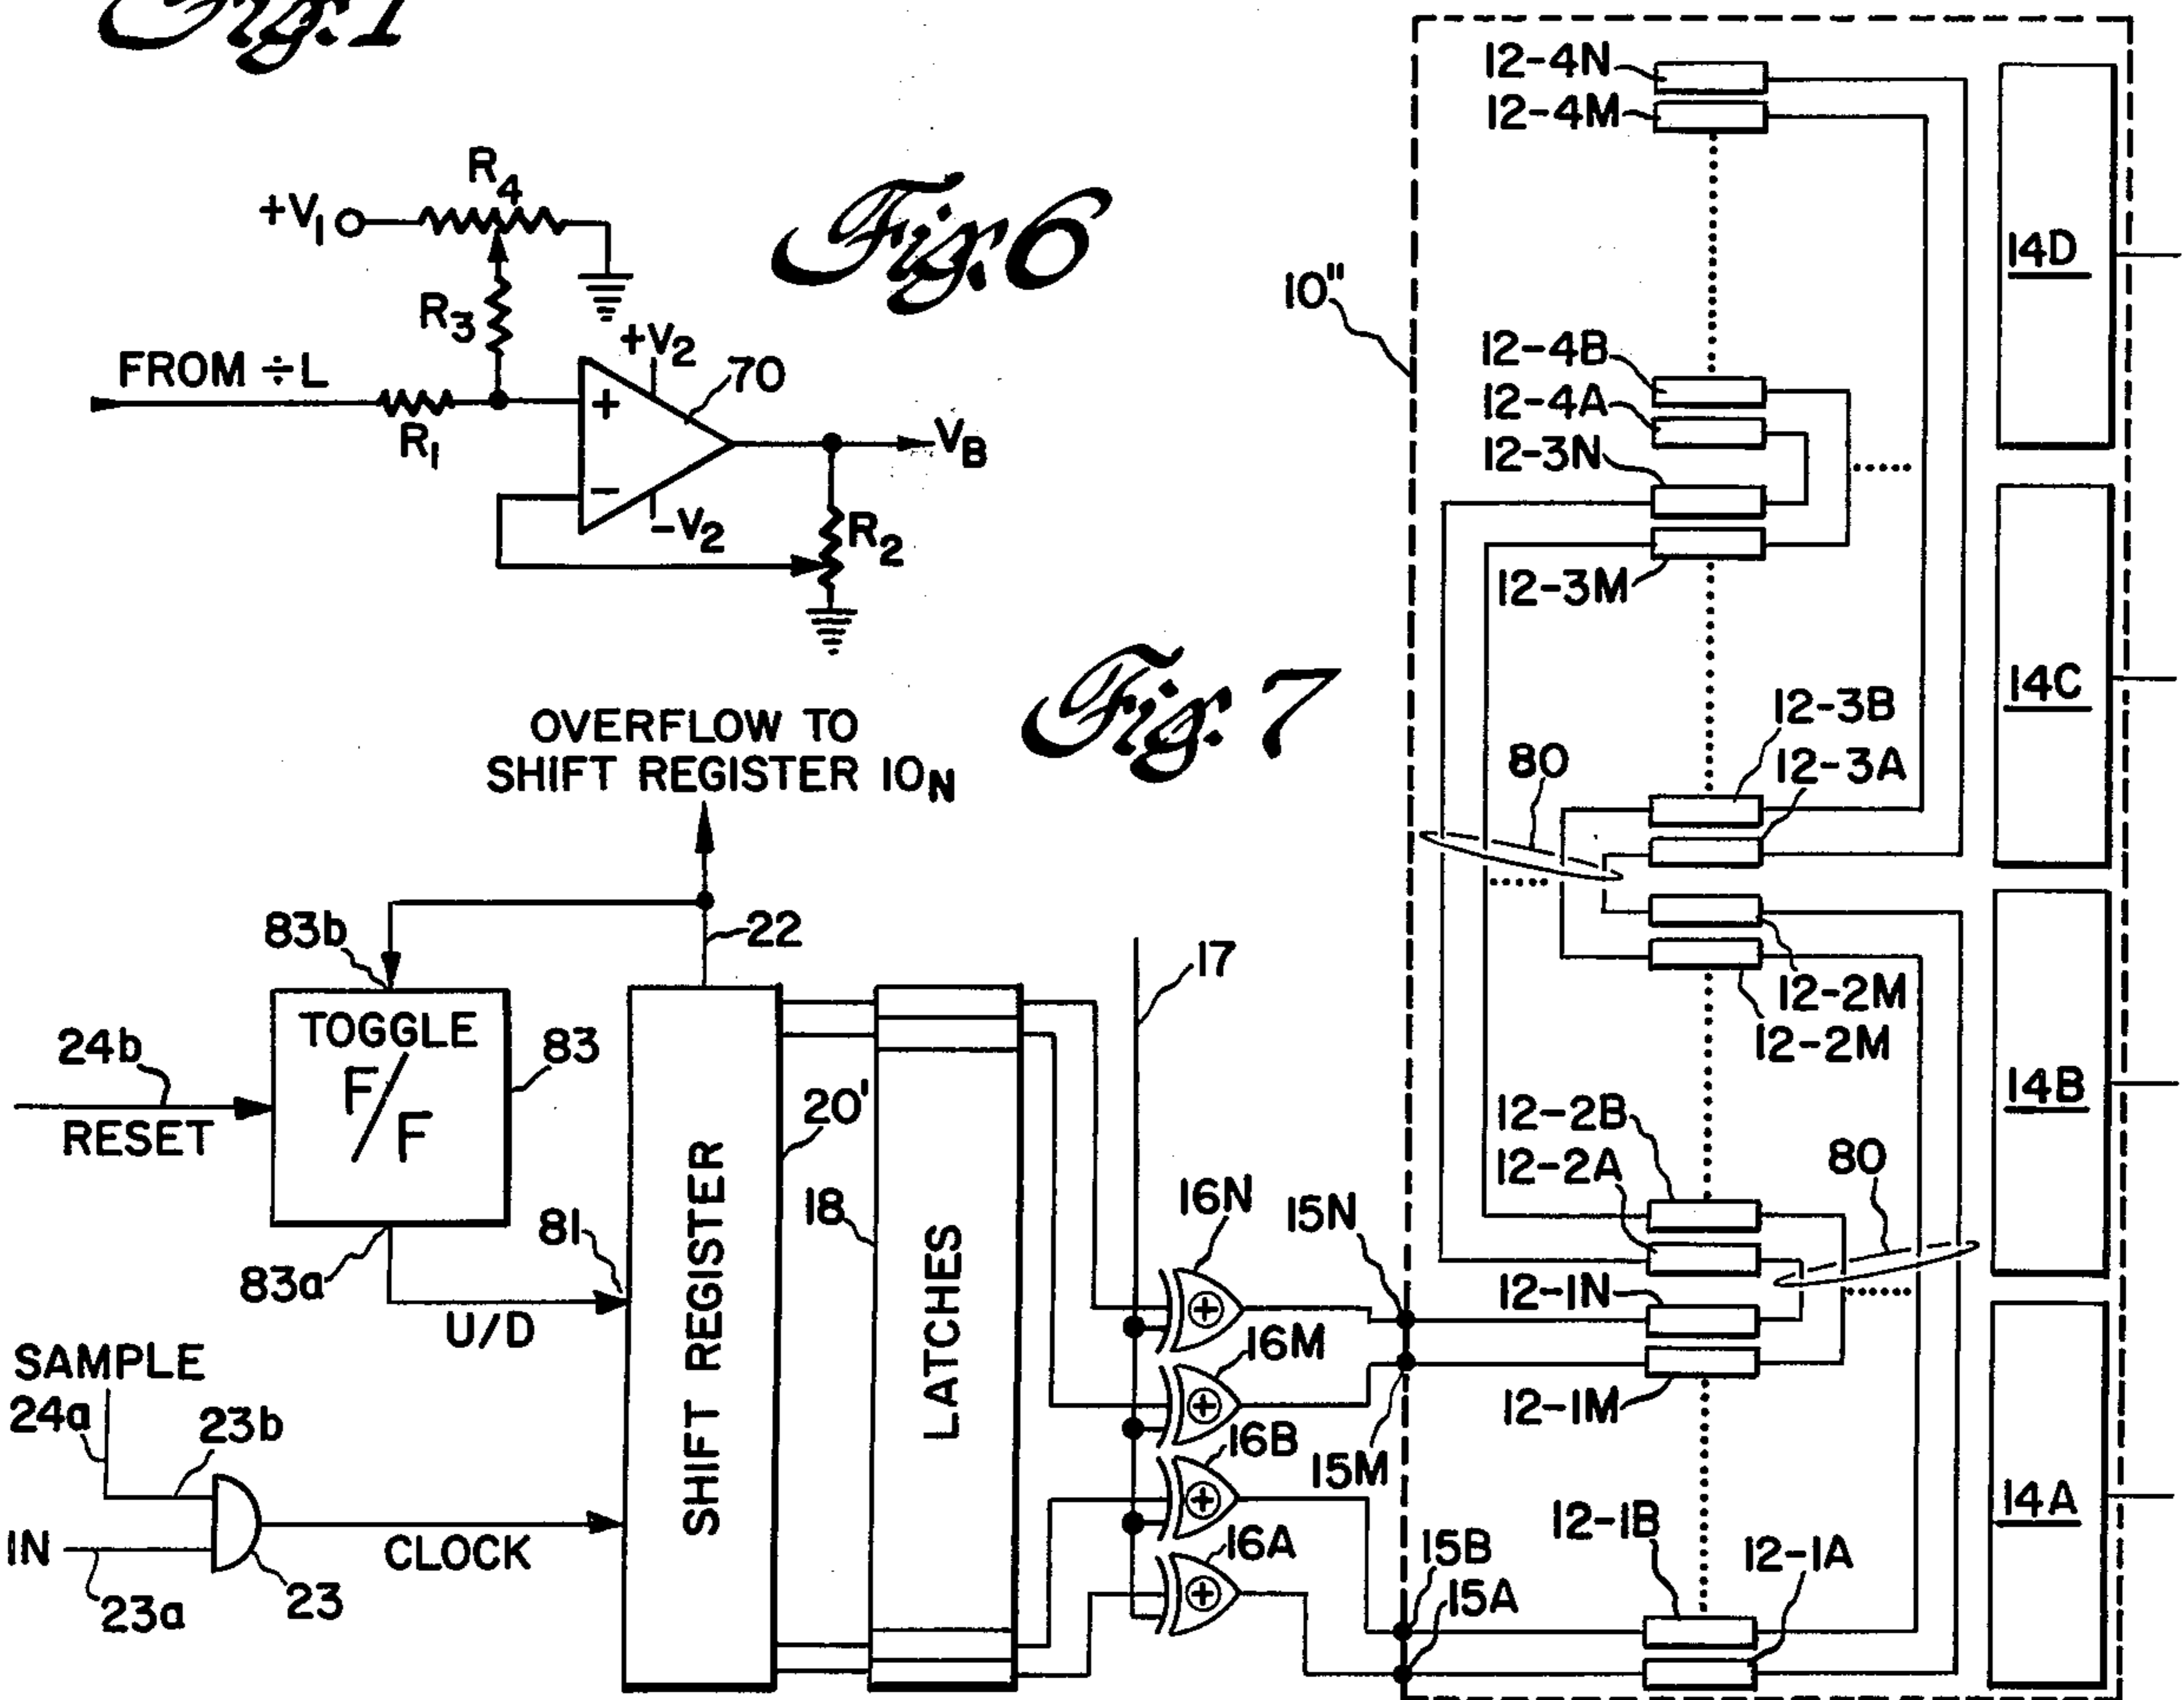 Fig. 1
R4
+V1
R3
FROM ÷L
R1
+V2
70
VB
-V2
R2
+
−
Fig. 6
Fig. 7
OVERFLOW TO
SHIFT REGISTER 10N
83b
22
24b
TOGGLE
F/F
83
RESET
83a
81
U/D
SAMPLE
24a
23b
IN
23a
23
CLOCK
SHIFT REGISTER
20'
18
LATCHES
17
16N
16M
16B
16A
15N
15M
15B
15A
10"
12-4N
12-4M
12-4B
12-4A
12-3N
12-3M
12-3B
12-3A
80
12-2M
12-2M
12-2B
12-2A
80
12-1N
12-1M
12-1B
12-1A
14D
14C
14B
14A